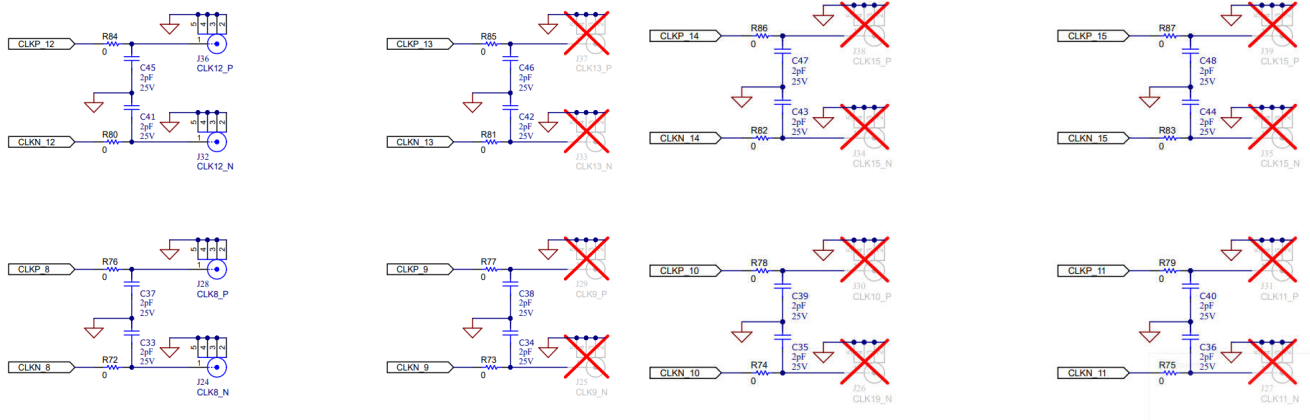 5 4 3 2
CLKP_12
R84
0
1
J36
CLK12_P
C45
2pF
25V
C41
2pF
25V
5 4 3 2
CLKN_12
R80
0
1
J32
CLK12_N
CLKP_13
R85
0
J37
CLK13_P
C46
2pF
25V
C42
2pF
25V
CLKN_13
R81
0
J33
CLK13_N
CLKP_14
R86
0
J38
CLK15_P
C47
2pF
25V
C43
2pF
25V
CLKN_14
R82
0
J34
CLK15_N
CLKP_15
R87
0
J39
CLK15_P
C48
2pF
25V
C44
2pF
25V
CLKN_15
R83
0
J35
CLK15_N
5 4 3 2
CLKP_8
R76
0
1
J28
CLK8_P
C37
2pF
25V
C33
2pF
25V
5 4 3 2
CLKN_8
R72
0
1
J24
CLK8_N
CLKP_9
R77
0
J29
CLK9_P
C38
2pF
25V
C34
2pF
25V
CLKN_9
R73
0
J25
CLK9_N
CLKP_10
R78
0
J30
CLK10_P
C39
2pF
25V
C35
2pF
25V
CLKN_10
R74
0
J26
CLK19_N
CLKP_11
R79
0
J31
CLK11_P
C40
2pF
25V
C36
2pF
25V
CLKN_11
R75
0
J27
CLK11_N